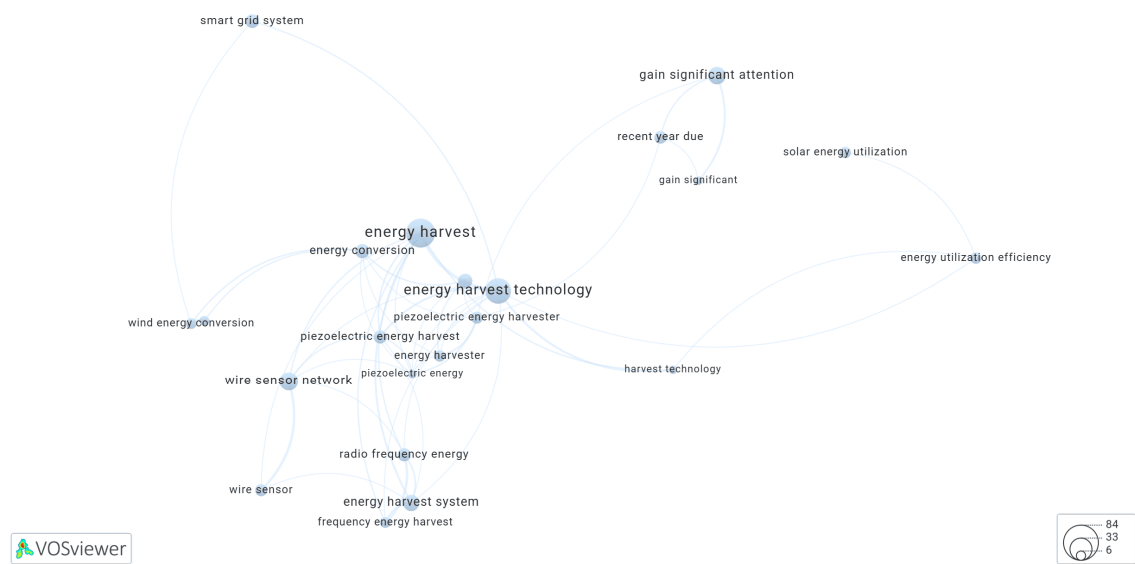 smart grid system
gain significant attention
recent year due
solar energy utilization
gain significant
energy harvest
energy conversion
energy utilization efficiency
energy harvest technology
piezoelectric energy harvester
wind energy conversion
piezoelectric energy harvest
energy harvester
harvest technology
piezoelectric energy
wire sensor network
radio frequency energy
wire sensor
energy harvest system
frequency energy harvest
VOSviewer
84
33
6